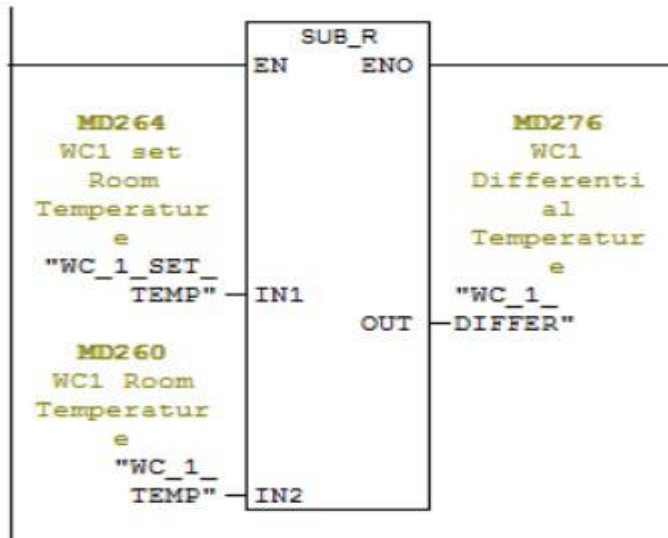 SUB_R
EN ENO
MD264
WC1 set
Room
Temperatur
e
"WC_1_SET_
TEMP" IN1
MD276
WC1
Differenti
al
Temperatur
e
"WC_1_
OUT DIFFER"
MD260
WC1 Room
Temperatur
e
"WC_1_
TEMP" IN2